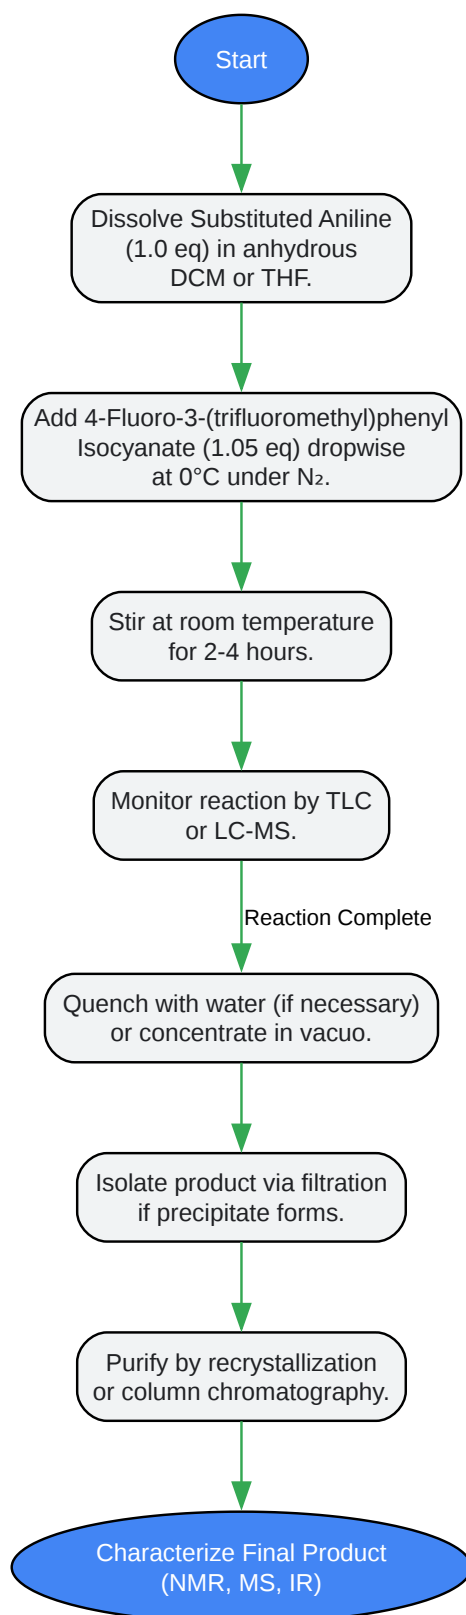 Start
Dissolve Substituted Aniline
(1.0 eq) in anhydrous
DCM or THF.
Add 4-Fluoro-3-(trifluoromethyl)phenyl
Isocyanate (1.05 eq) dropwise
at 0°C under N₂.
Stir at room temperature
for 2-4 hours.
Monitor reaction by TLC
or LC-MS.
Reaction Complete
Quench with water (if necessary)
or concentrate in vacuo.
Isolate product via filtration
if precipitate forms.
Purify by recrystallization
or column chromatography.
Characterize Final Product
(NMR, MS, IR)